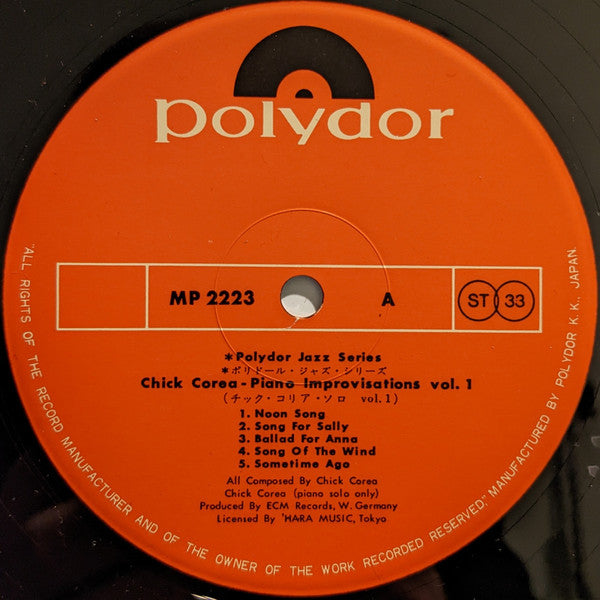 polydor
MP 2223 A ST 33
*Polydor Jazz Series
*ポリドール・ジャズ・シリーズ
Chick Corea-Piano Improvisations vol. 1
(チック・コリア・ソロ vol.1)
1. Noon Song
2. Song For Sally
3. Ballad For Anna
4. Song Of The Wind
5. Sometime Ago
All Composed By Chick Corea
Chick Corea (piano solo only)
Produced By ECM Records, W. Germany
Licensed By 'HARA MUSIC, Tokyo
"ALL RIGHTS OF THE RECORD MANUFACTURER AND OF THE OWNER OF THE WORK RECORDED RESERVED." MANUFACTURED BY POLYDOR K.K., JAPAN.